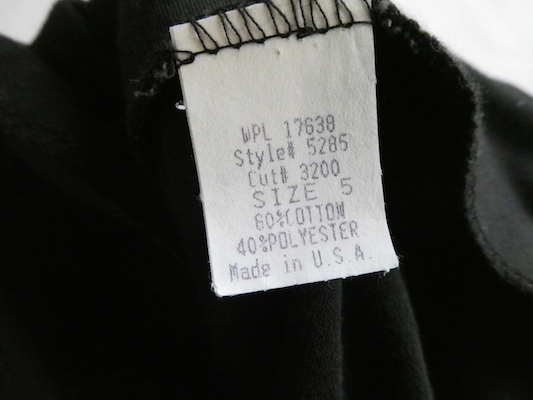 WPL 17638
Style# 5285
Cut# 3200
SIZE 5
60%COTTON
40%POLYESTER
Made in U.S.A.